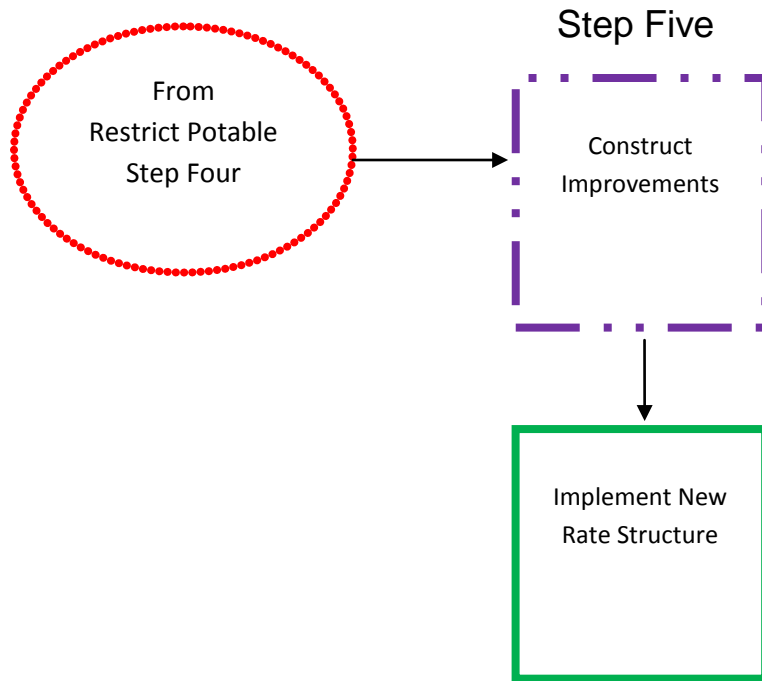 Step Five
From
Restrict Potable
Step Four
Construct
Improvements
Implement New
Rate Structure